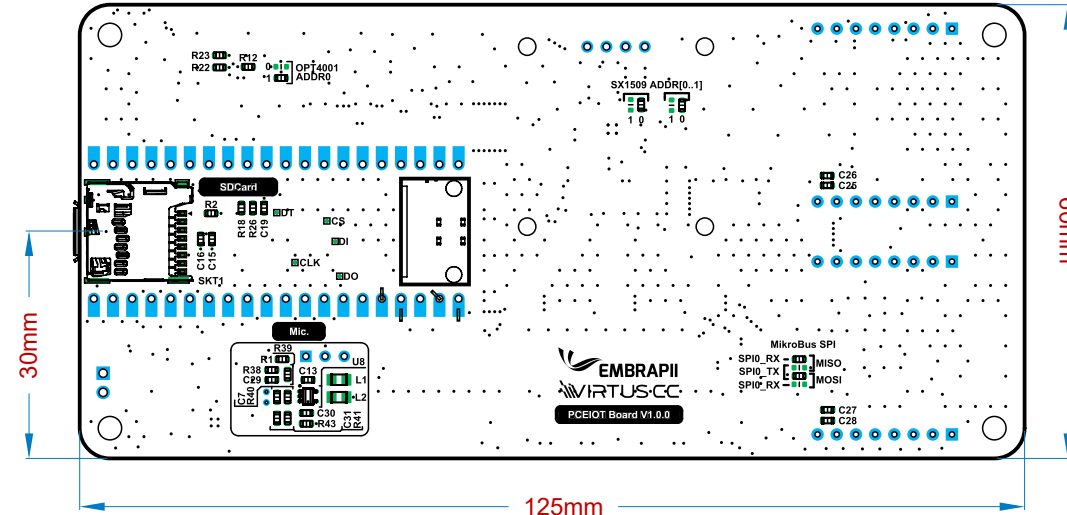 R23
R12
R22
0
OPT4001
1
ADDR0
SX1509 ADDR[0..1]
1 0
1 0
SDCard
R2
R18
R26
C19
DT
CS
DI
CLK
DO
C16
C15
SKT1
C26
C25
Mic.
R39
R1
U8
R38
C13
C29
L1
C7
R40
L2
C30
R43
C31
R41
EMBRAPII
VIRTUS·CC
PCEIOT Board V1.0.0
MikroBus SPI
SPI0_RX
MISO
SPI0_TX
MOSI
SPI0_RX
C27
C28
30mm
125mm